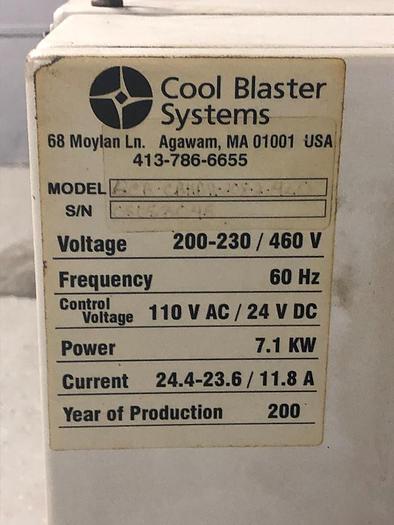 Cool Blaster
Systems
68 Moylan Ln. Agawam, MA 01001 USA
413-786-6655
MODEL
S/N
Voltage 200-230 / 460 V
Frequency 60 Hz
Control Voltage 110 V AC / 24 V DC
Power 7.1 KW
Current 24.4-23.6 / 11.8 A
Year of Production 200